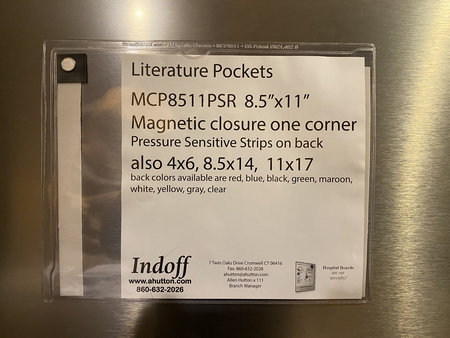 Literature Pockets
MCP8511PSR 8.5"x11"
Magnetic closure one corner
Pressure Sensitive Strips on back
also 4x6, 8.5x14, 11x17
back colors available are red, blue, black, green, maroon,
white, yellow, gray, clear
Indoff
www.ahutton.com
860-632-2026
7 Twin Oaks Drive Cromwell CT 06416
Fax 860-632-2028
ahutton@ahutton.com
Allen Hutton x 111
Branch Manager
Hospital Boards
are our
specialty!